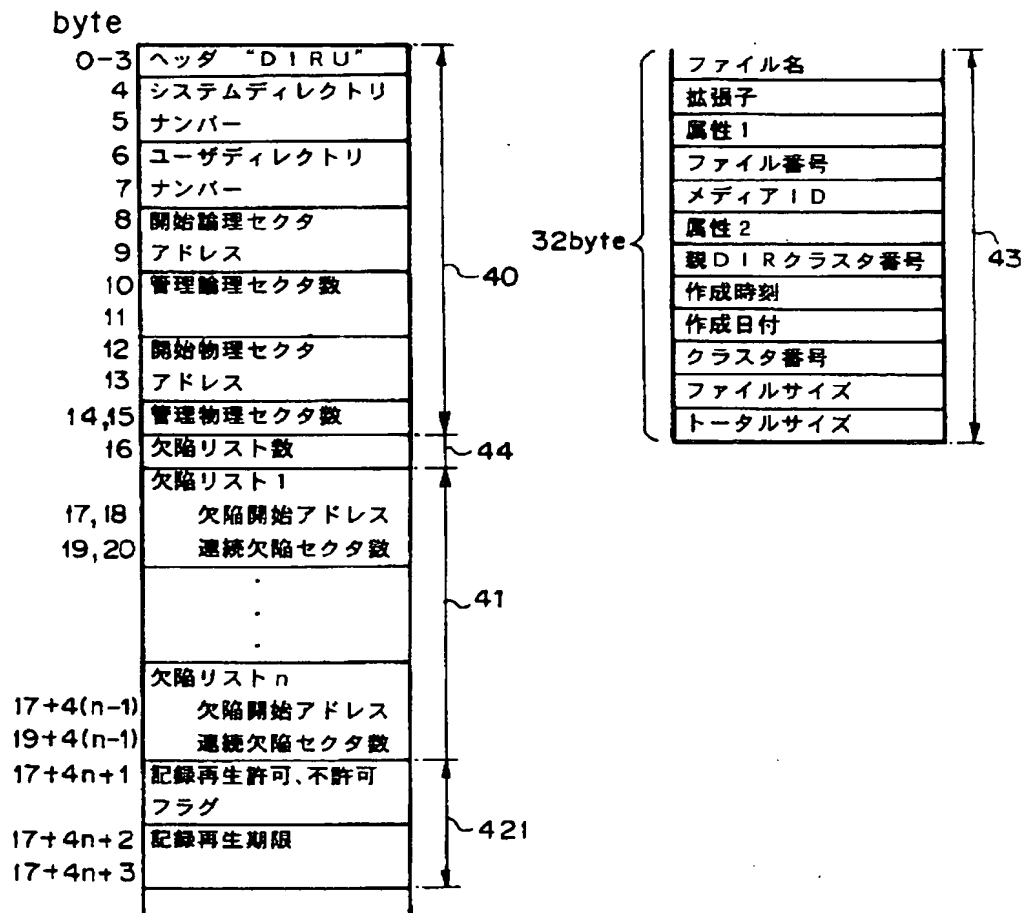 byte
0-3 ヘッダ "DIRU"
4 システムディレクトリ
5 ナンバー
6 ユーザディレクトリ
7 ナンバー
8 開始論理セクタ
9 アドレス
10 管理論理セクタ数
11
12 開始物理セクタ
13 アドレス
14,15 管理物理セクタ数
40
16 欠陥リスト数
44
欠陥リスト1
17,18 欠陥開始アドレス
19,20 連続欠陥セクタ数
・
・
・
41
欠陥リストn
17+4(n-1) 欠陥開始アドレス
19+4(n-1) 連続欠陥セクタ数
17+4n+1 記録再生許可、不許可
フラグ
17+4n+2 記録再生期限
17+4n+3
421
32byte
ファイル名
拡張子
属性1
ファイル番号
メディアID
属性2
親DIRクラスタ番号
作成時刻
作成日付
クラスタ番号
ファイルサイズ
トータルサイズ
43